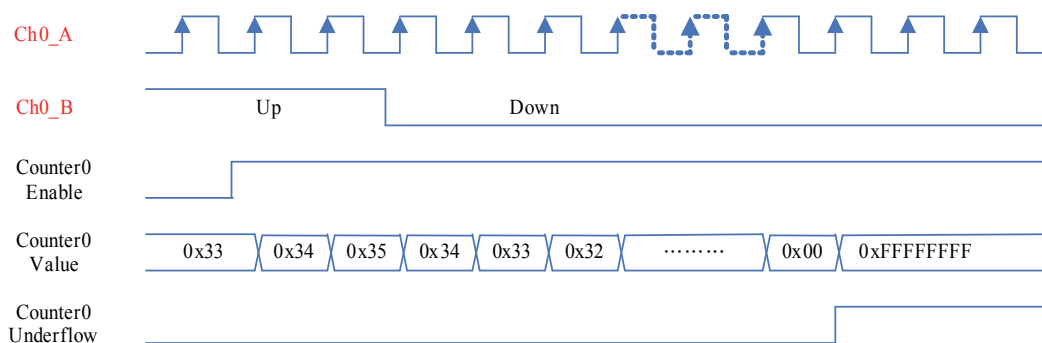 Ch0_A
Ch0_B
Up
Down
Counter0
Enable
Counter0
Value
0x33 0x34 0x35 0x34 0x33 0x32 ……… 0x00 0xFFFFFFFF
Counter0
Underflow